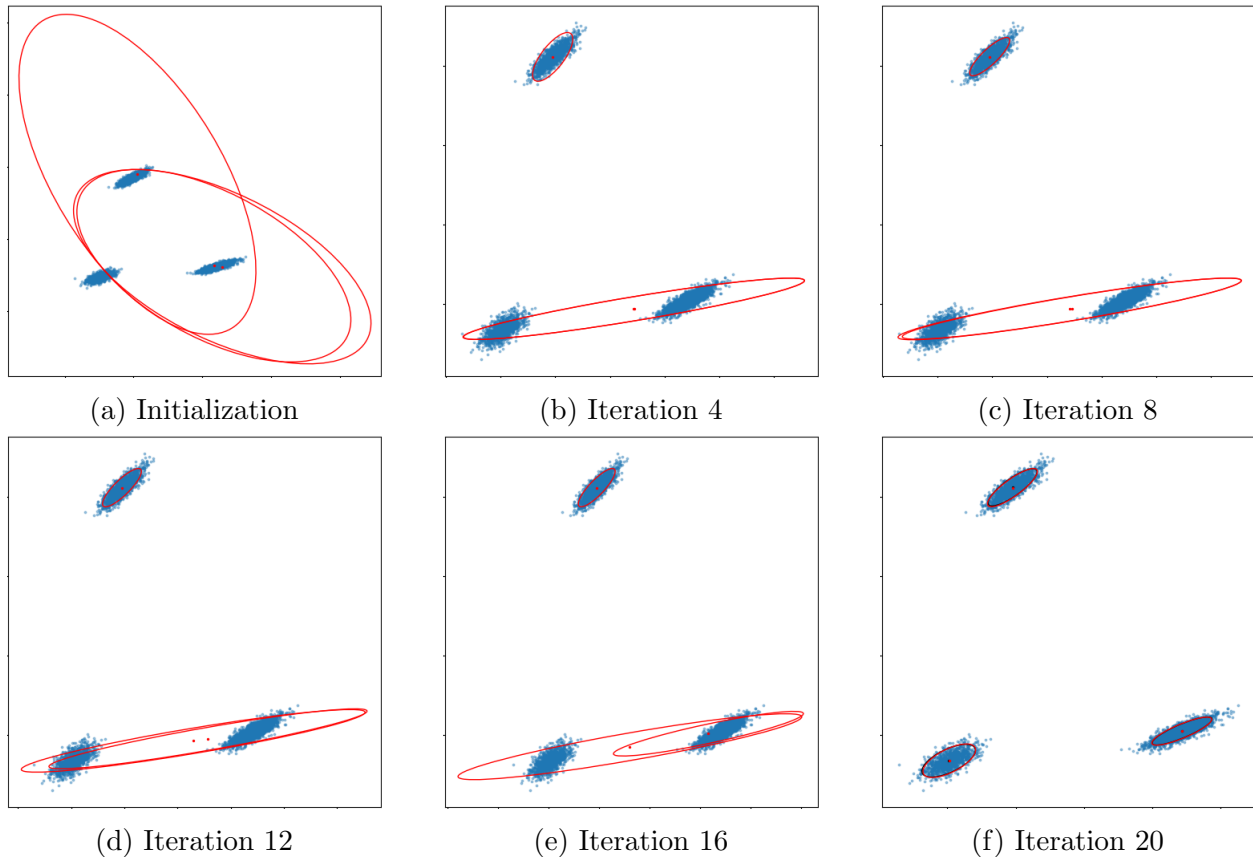 (a) Initialization
(b) Iteration 4
(c) Iteration 8
(d) Iteration 12
(e) Iteration 16
(f) Iteration 20